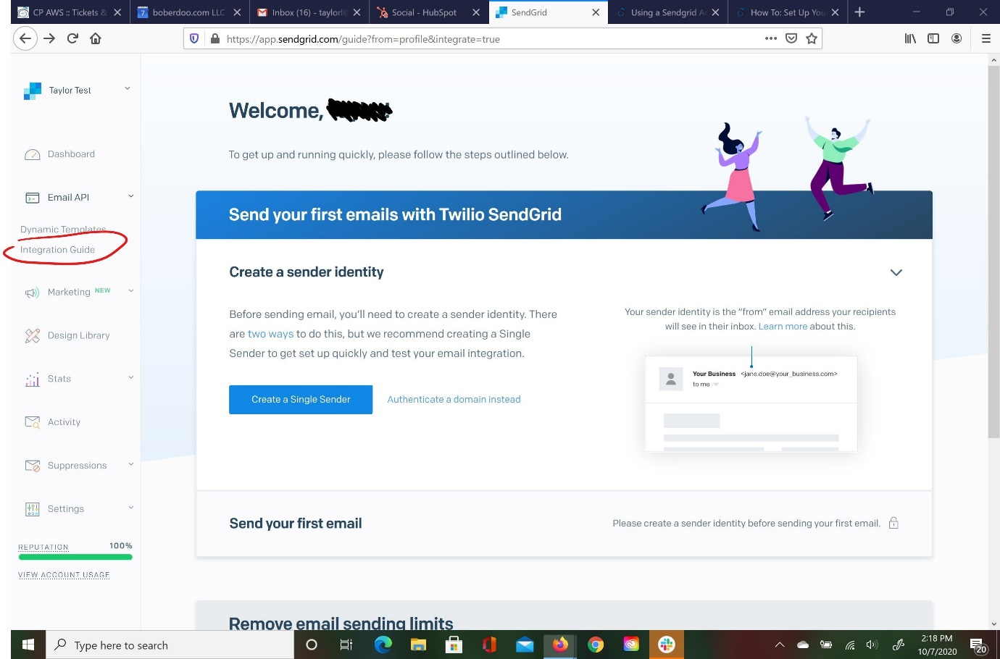 CP AWS :: Tickets &
boberdoo.com LLC
Inbox (16) - taylorl
Social - HubSpot
SendGrid
Using a Sendgrid A
How To: Set Up You
https://app.sendgrid.com/guide?from=profile&integrate=true
Taylor Test
Dashboard
Email API
Dynamic Templates
Integration Guide
Marketing NEW
Design Library
Stats
Activity
Suppressions
Settings
REPUTATION 100%
VIEW ACCOUNT USAGE
Welcome,
To get up and running quickly, please follow the steps outlined below.
Send your first emails with Twilio SendGrid
Create a sender identity
Before sending email, you’ll need to create a sender identity. There
are two ways to do this, but we recommend creating a Single
Sender to get set up quickly and test your email integration.
Create a Single Sender
Authenticate a domain instead
Your sender identity is the “from” email address your recipients
will see in their inbox. Learn more about this.
Your Business <jane.doe@your_business.com>
to me
Send your first email
Please create a sender identity before sending your first email.
Remove email sending limits
Type here to search
2:18 PM
10/7/2020
20